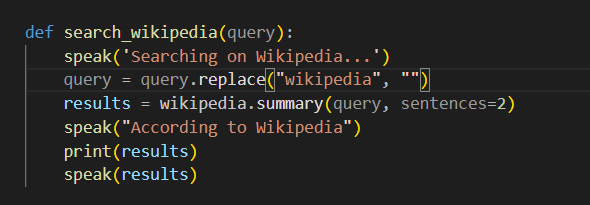 def search_wikipedia(query):
    speak('Searching on Wikipedia...')
    query = query.replace("wikipedia", "")
    results = wikipedia.summary(query, sentences=2)
    speak("According to Wikipedia")
    print(results)
    speak(results)